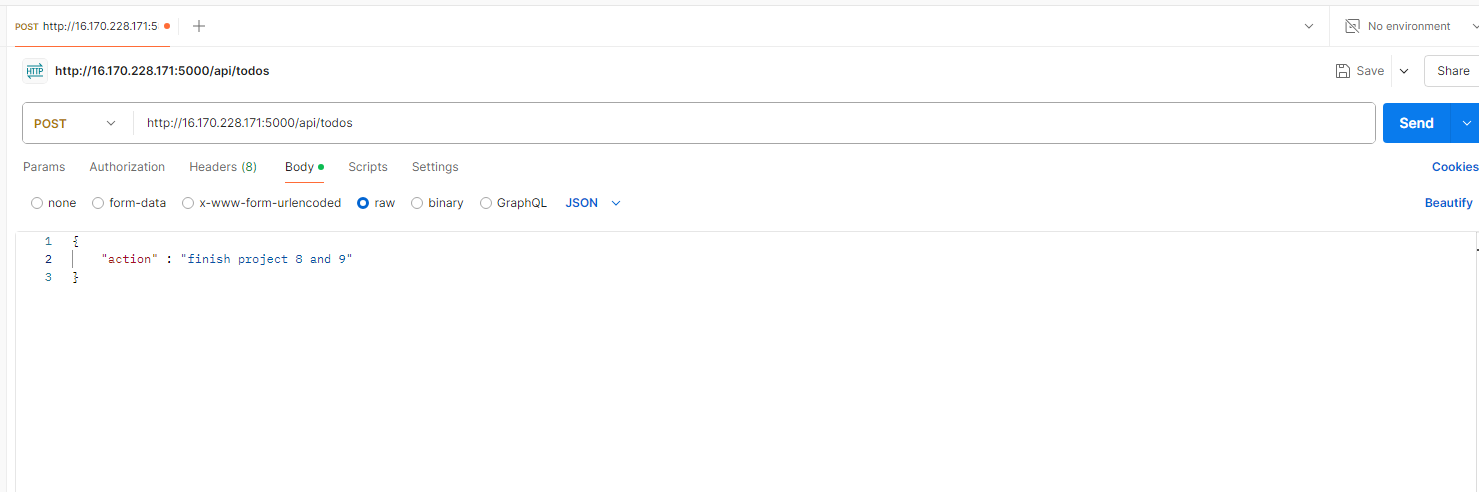 POST http://16.170.228.171:5
No environment
HTTP http://16.170.228.171:5000/api/todos
Save
Share
POST http://16.170.228.171:5000/api/todos
Send
Params Authorization Headers (8) Body Scripts Settings
Cookies
none form-data x-www-form-urlencoded raw binary GraphQL JSON
Beautify
1 {
2 "action" : "finish project 8 and 9"
3 }